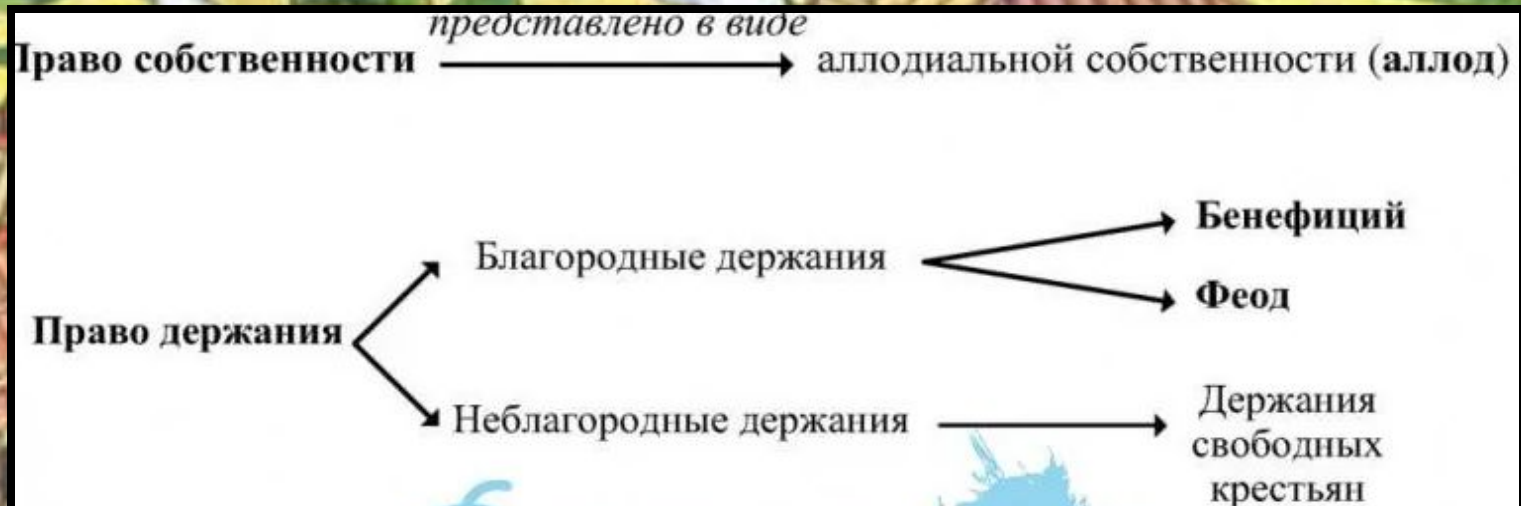 представлено в виде
Право собственности аллодиальной собственности (аллод)
Бенефиций
Благородные держания
Феод
Право держания
Неблагородные держания
Держания
свободных
крестьян